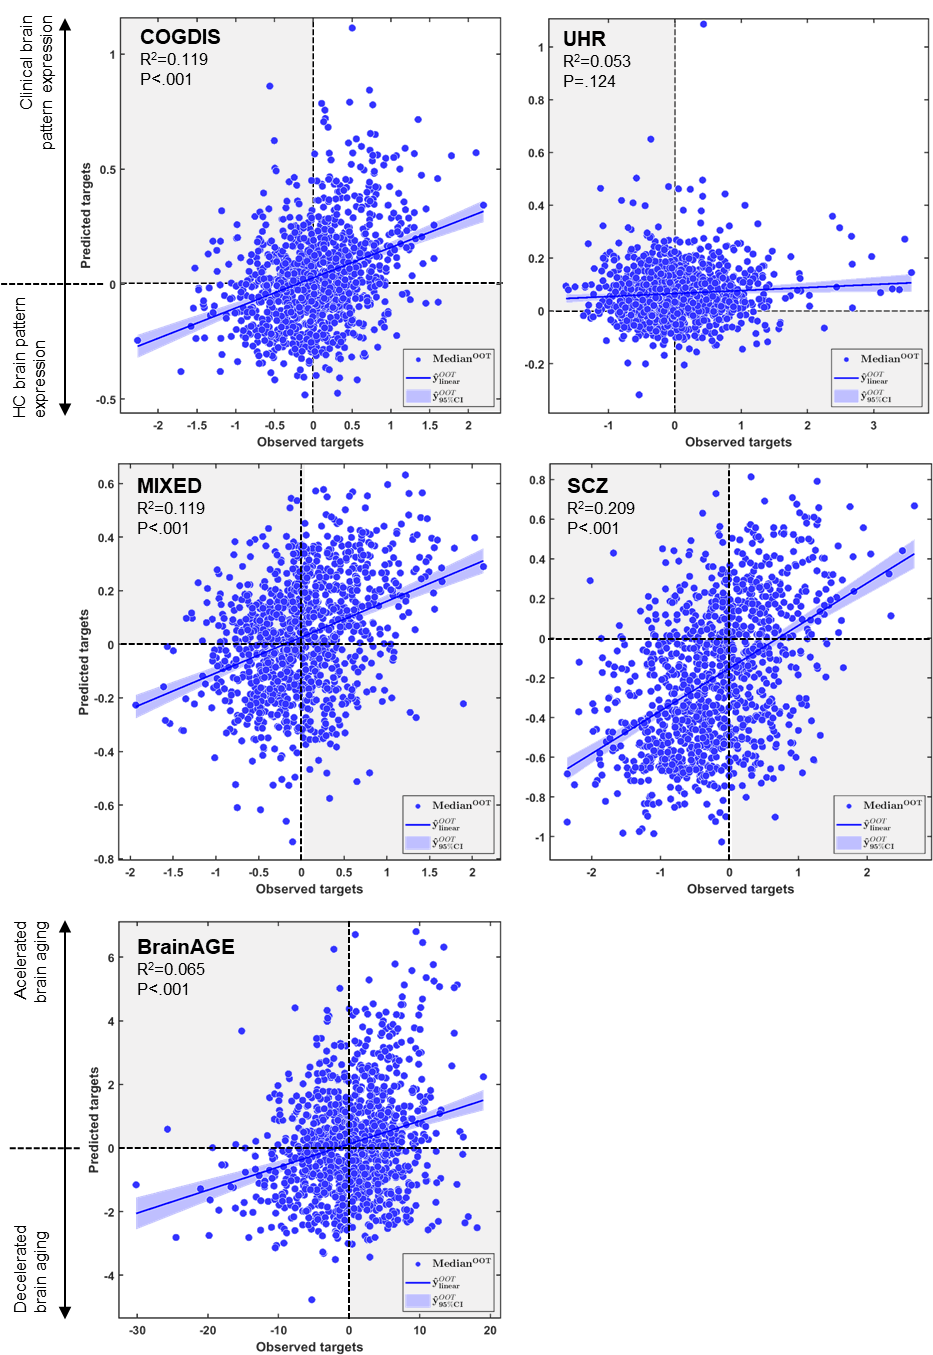 Clinical brain
pattern expression
HC brain pattern
expression
COGDIS
R²=0.119
P<.001
Predicted targets
1
0.5
0
-0.5
-2
-1.5
-1
-0.5
0
0.5
1
1.5
2
Observed targets
Median^OOT
ŷ^OOT_linear
ŷ^OOT_95%CI
UHR
R²=0.053
P=.124
1
0.8
0.6
0.4
0.2
0
-0.2
-1
0
1
2
3
Observed targets
Median^OOT
ŷ^OOT_linear
ŷ^OOT_95%CI
MIXED
R²=0.119
P<.001
Predicted targets
0.6
0.4
0.2
0
-0.2
-0.4
-0.6
-0.8
-2
-1.5
-1
-0.5
0
0.5
1
1.5
2
Observed targets
Median^OOT
ŷ^OOT_linear
ŷ^OOT_95%CI
SCZ
R²=0.209
P<.001
0.8
0.6
0.4
0.2
0
-0.2
-0.4
-0.6
-0.8
-1
-2
-1
0
1
2
Observed targets
Median^OOT
ŷ^OOT_linear
ŷ^OOT_95%CI
Acelerated
brain aging
Decelerated
brain aging
BrainAGE
R²=0.065
P<.001
Predicted targets
6
4
2
0
-2
-4
-30
-20
-10
0
10
20
Observed targets
Median^OOT
ŷ^OOT_linear
ŷ^OOT_95%CI